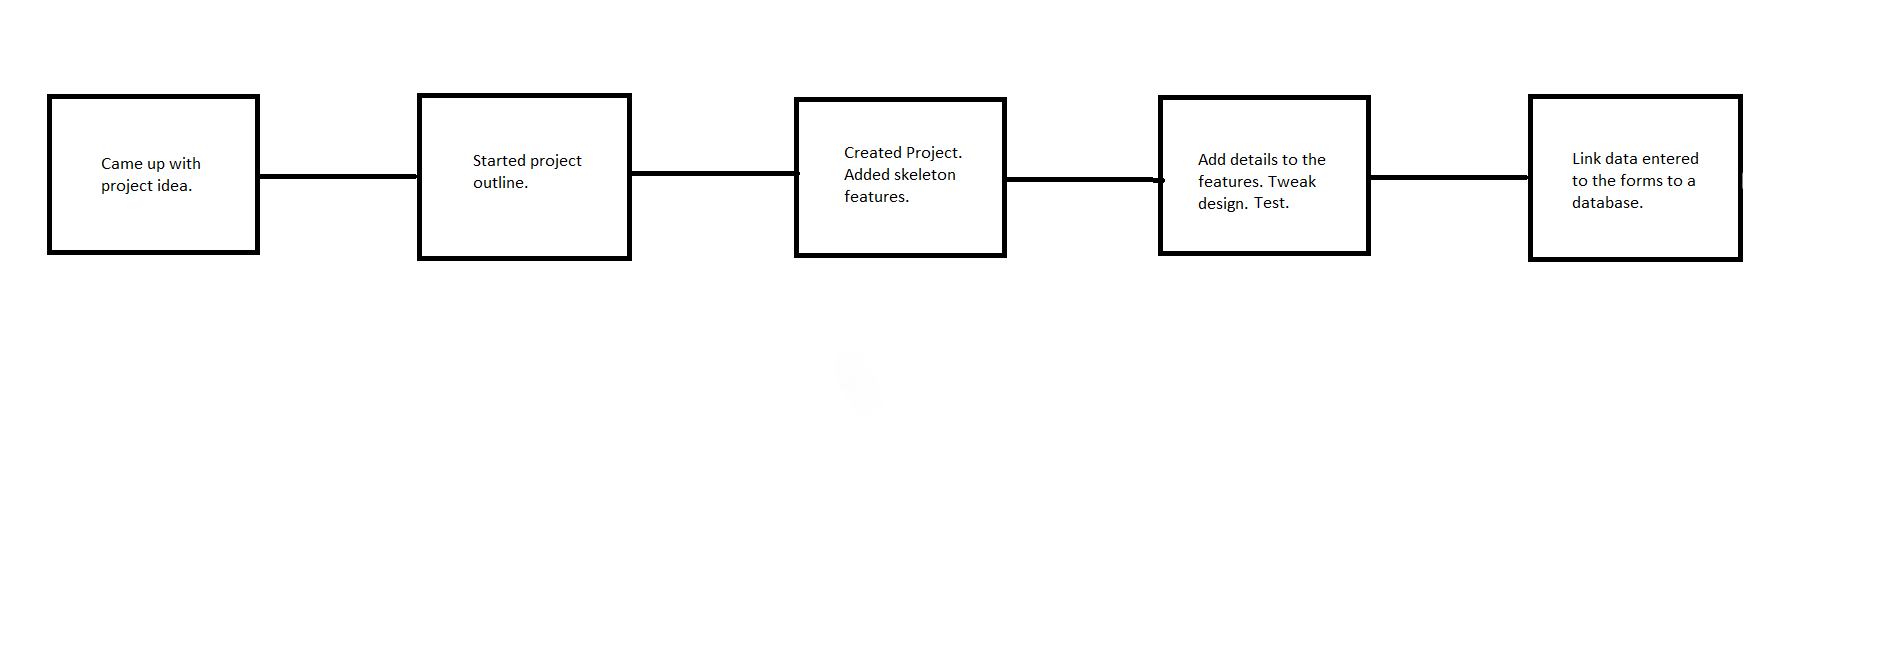 Came up with
project idea.
Started project
outline.
Created Project.
Added skeleton
features.
Add details to the
features. Tweak
design. Test.
Link data entered
to the forms to a
database.